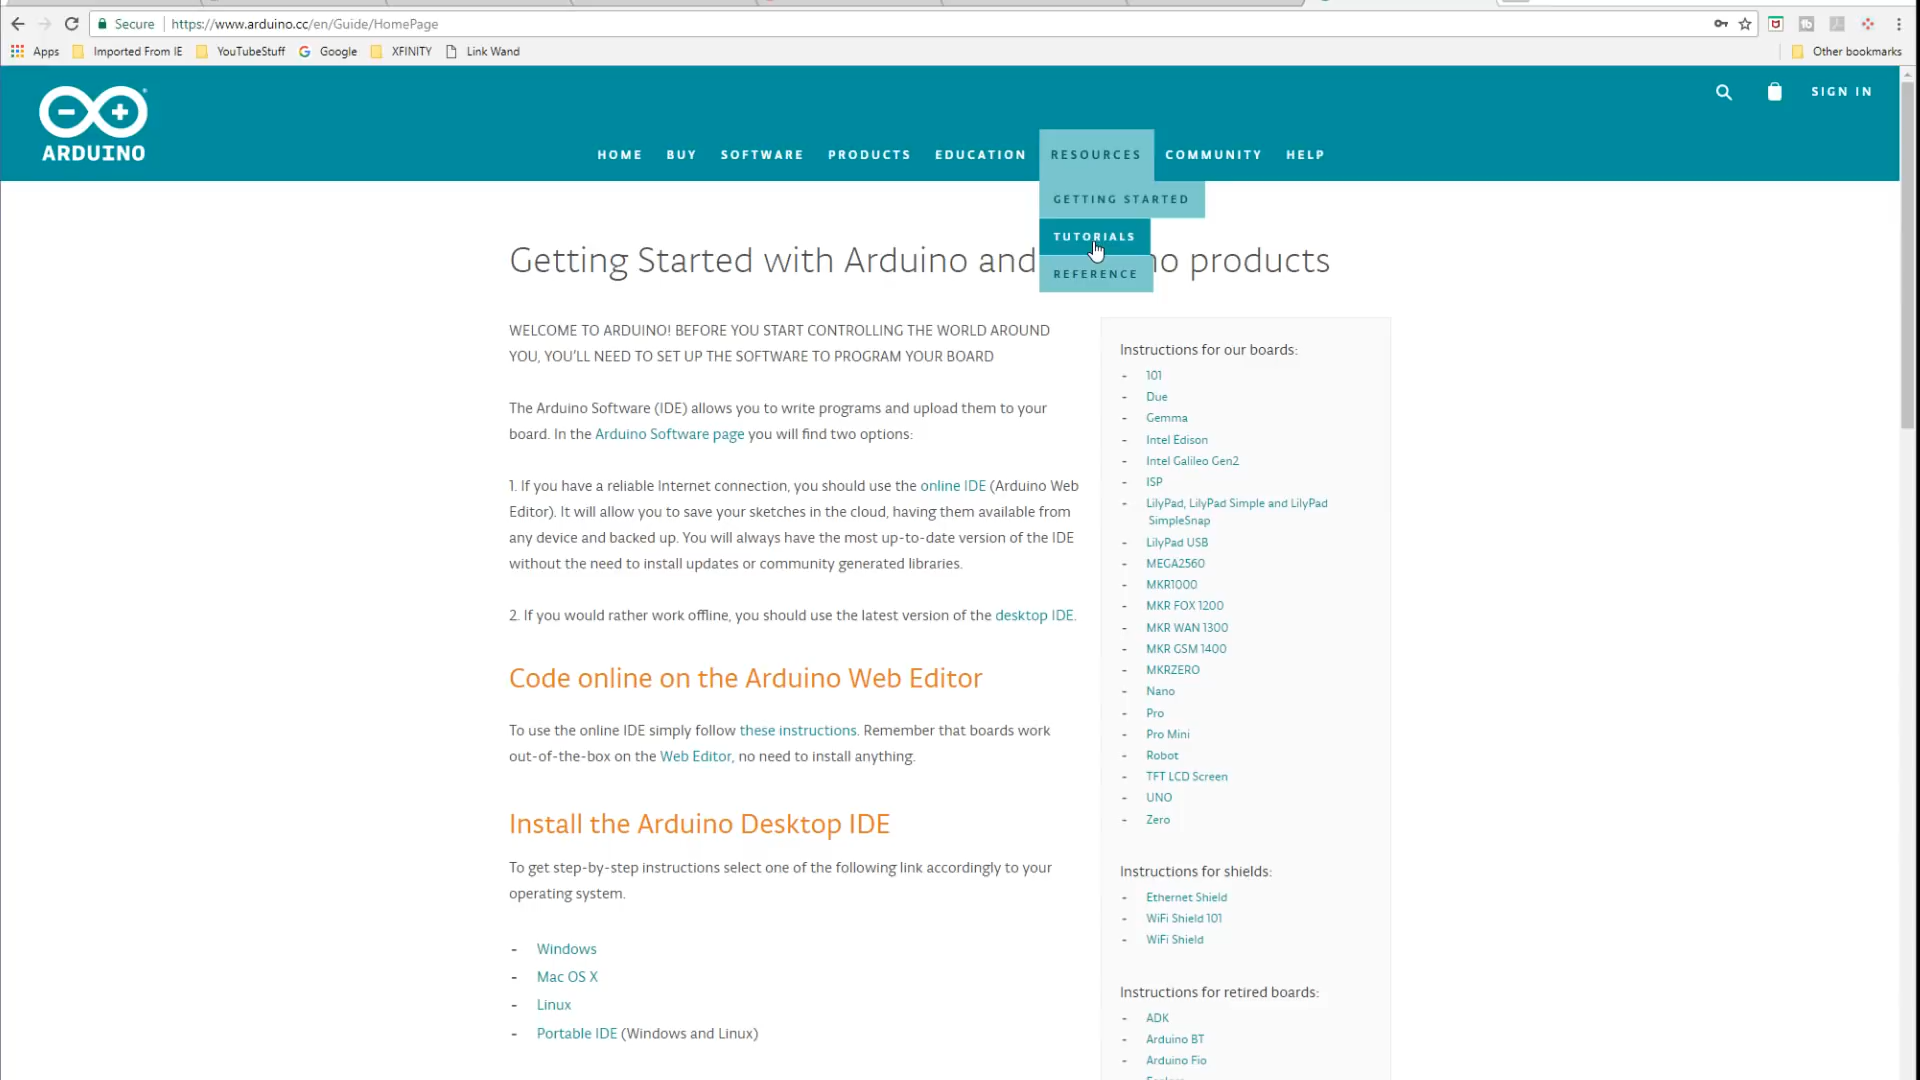 Secure https://www.arduino.cc/en/Guide/HomePage
Apps Imported From IE YouTubeStuff Google XFINITY Link Wand Other bookmarks
SIGN IN
ARDUINO
HOME BUY SOFTWARE PRODUCTS EDUCATION RESOURCES COMMUNITY HELP
GETTING STARTED
TUTORIALS
REFERENCE
Getting Started with Arduino and no products
WELCOME TO ARDUINO! BEFORE YOU START CONTROLLING THE WORLD AROUND
YOU, YOU'LL NEED TO SET UP THE SOFTWARE TO PROGRAM YOUR BOARD
The Arduino Software (IDE) allows you to write programs and upload them to your
board. In the Arduino Software page you will find two options:
1. If you have a reliable Internet connection, you should use the online IDE (Arduino Web
Editor). It will allow you to save your sketches in the cloud, having them available from
any device and backed up. You will always have the most up-to-date version of the IDE
without the need to install updates or community generated libraries.
2. If you would rather work offline, you should use the latest version of the desktop IDE.
Code online on the Arduino Web Editor
To use the online IDE simply follow these instructions. Remember that boards work
out-of-the-box on the Web Editor, no need to install anything.
Install the Arduino Desktop IDE
To get step-by-step instructions select one of the following link accordingly to your
operating system.
- Windows
- Mac OS X
- Linux
- Portable IDE (Windows and Linux)
Instructions for our boards:
- 101
- Due
- Gemma
- Intel Edison
- Intel Galileo Gen2
- ISP
- LilyPad, LilyPad Simple and LilyPad
SimpleSnap
- LilyPad USB
- MEGA2560
- MKR1000
- MKR FOX 1200
- MKR WAN 1300
- MKR GSM 1400
- MKRZERO
- Nano
- Pro
- Pro Mini
- Robot
- TFT LCD Screen
- UNO
- Zero
Instructions for shields:
- Ethernet Shield
- WiFi Shield 101
- WiFi Shield
Instructions for retired boards:
- ADK
- Arduino BT
- Arduino Fio